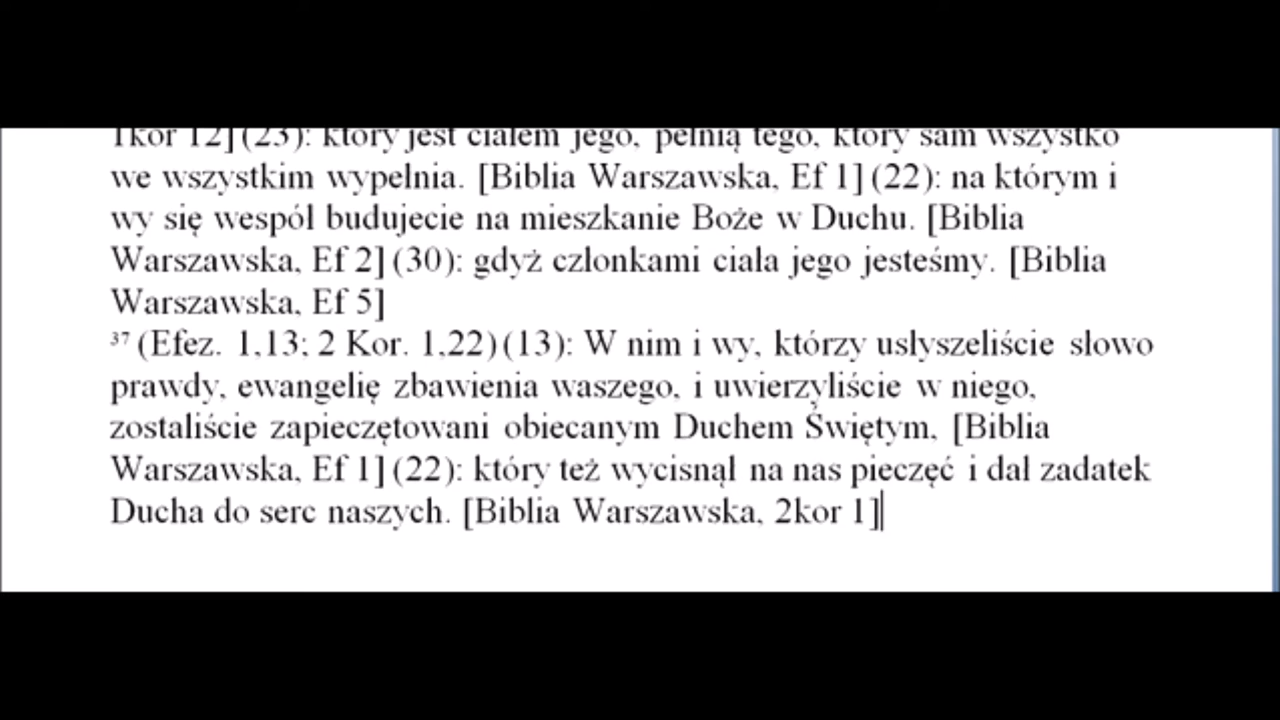 1kor 12] (23): który jest ciałem jego, pełnią tego, który sam wszystko
we wszystkim wypełnia. [Biblia Warszawska, Ef 1] (22): na którym i
wy się wespół budujecie na mieszkanie Boże w Duchu. [Biblia
Warszawska, Ef 2] (30): gdyż członkami ciała jego jesteśmy. [Biblia
Warszawska, Ef 5]
³⁷ (Efez. 1,13; 2 Kor. 1,22) (13): W nim i wy, którzy usłyszeliście słowo
prawdy, ewangelię zbawienia waszego, i uwierzyliście w niego,
zostaliście zapieczętowani obiecanym Duchem Świętym, [Biblia
Warszawska, Ef 1] (22): który też wycisnął na nas pieczęć i dał zadatek
Ducha do serc naszych. [Biblia Warszawska, 2kor 1]